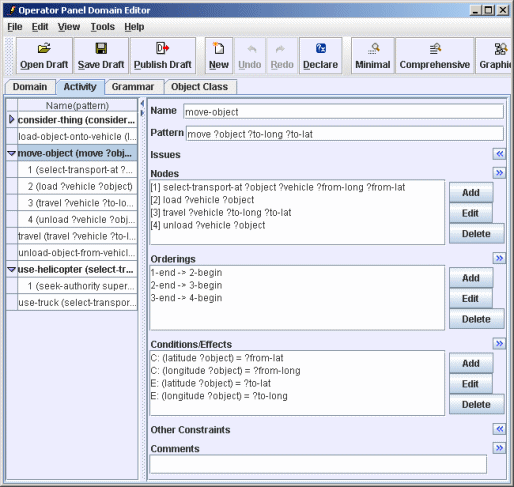 Operator Panel Domain Editor
File Edit View Tools Help
Open Draft Save Draft Publish Draft New Undo Redo Declare Minimal Comprehensive Graphic
Domain Activity Grammar Object Class
Name(pattern)
consider-thing (consider...
load-object-onto-vehicle (l...
move-object (move ?obj...
1 (select-transport-at ?...
2 (load ?vehicle ?object)
3 (travel ?vehicle ?to-lo...
4 (unload ?vehicle ?obj...
travel (travel ?vehicle ?to-l...
unload-object-from-vehicl...
use-helicopter (select-tr...
1 (seek-authority super...
use-truck (select-transpor...
Name move-object
Pattern move ?object ?to-long ?to-lat
Issues
Nodes
[1] select-transport-at ?object ?vehicle ?from-long ?from-lat
[2] load ?vehicle ?object
[3] travel ?vehicle ?to-long ?to-lat
[4] unload ?vehicle ?object
Add
Edit
Delete
Orderings
1-end -> 2-begin
2-end -> 3-begin
3-end -> 4-begin
Add
Edit
Delete
Conditions/Effects
C: (latitude ?object) = ?from-lat
C: (longitude ?object) = ?from-long
E: (latitude ?object) = ?to-lat
E: (longitude ?object) = ?to-long
Add
Edit
Delete
Other Constraints
Comments